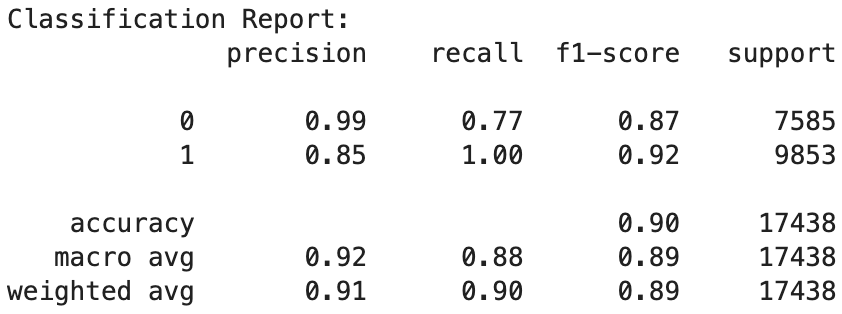 Classification Report:
precision recall f1-score support
0 0.99 0.77 0.87 7585
1 0.85 1.00 0.92 9853
accuracy 0.90 17438
macro avg 0.92 0.88 0.89 17438
weighted avg 0.91 0.90 0.89 17438